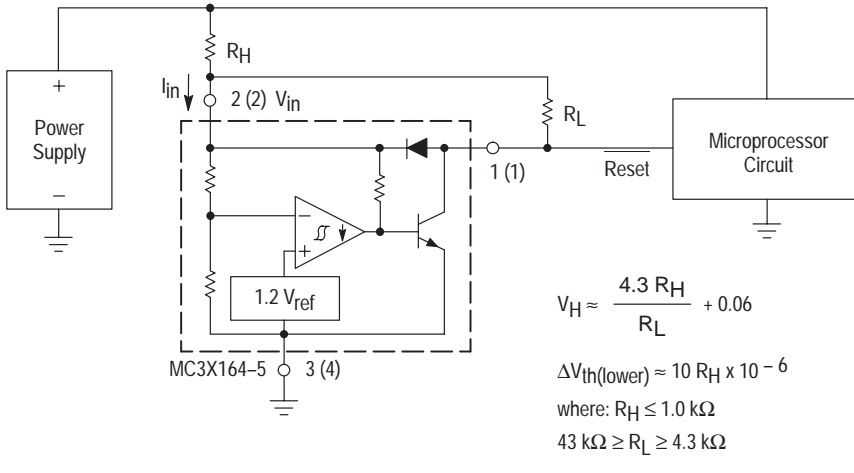 R_H
I_in
2 (2) V_in
R_L
+
Power
Supply
−
1 (1)
Reset
Microprocessor
Circuit
−
+
1.2 V_ref
MC3X164–5
3 (4)
V_H ≈ 4.3 R_H / R_L + 0.06
ΔV_th(lower) ≈ 10 R_H x 10^−6
where: R_H ≤ 1.0 kΩ
43 kΩ ≥ R_L ≥ 4.3 kΩ